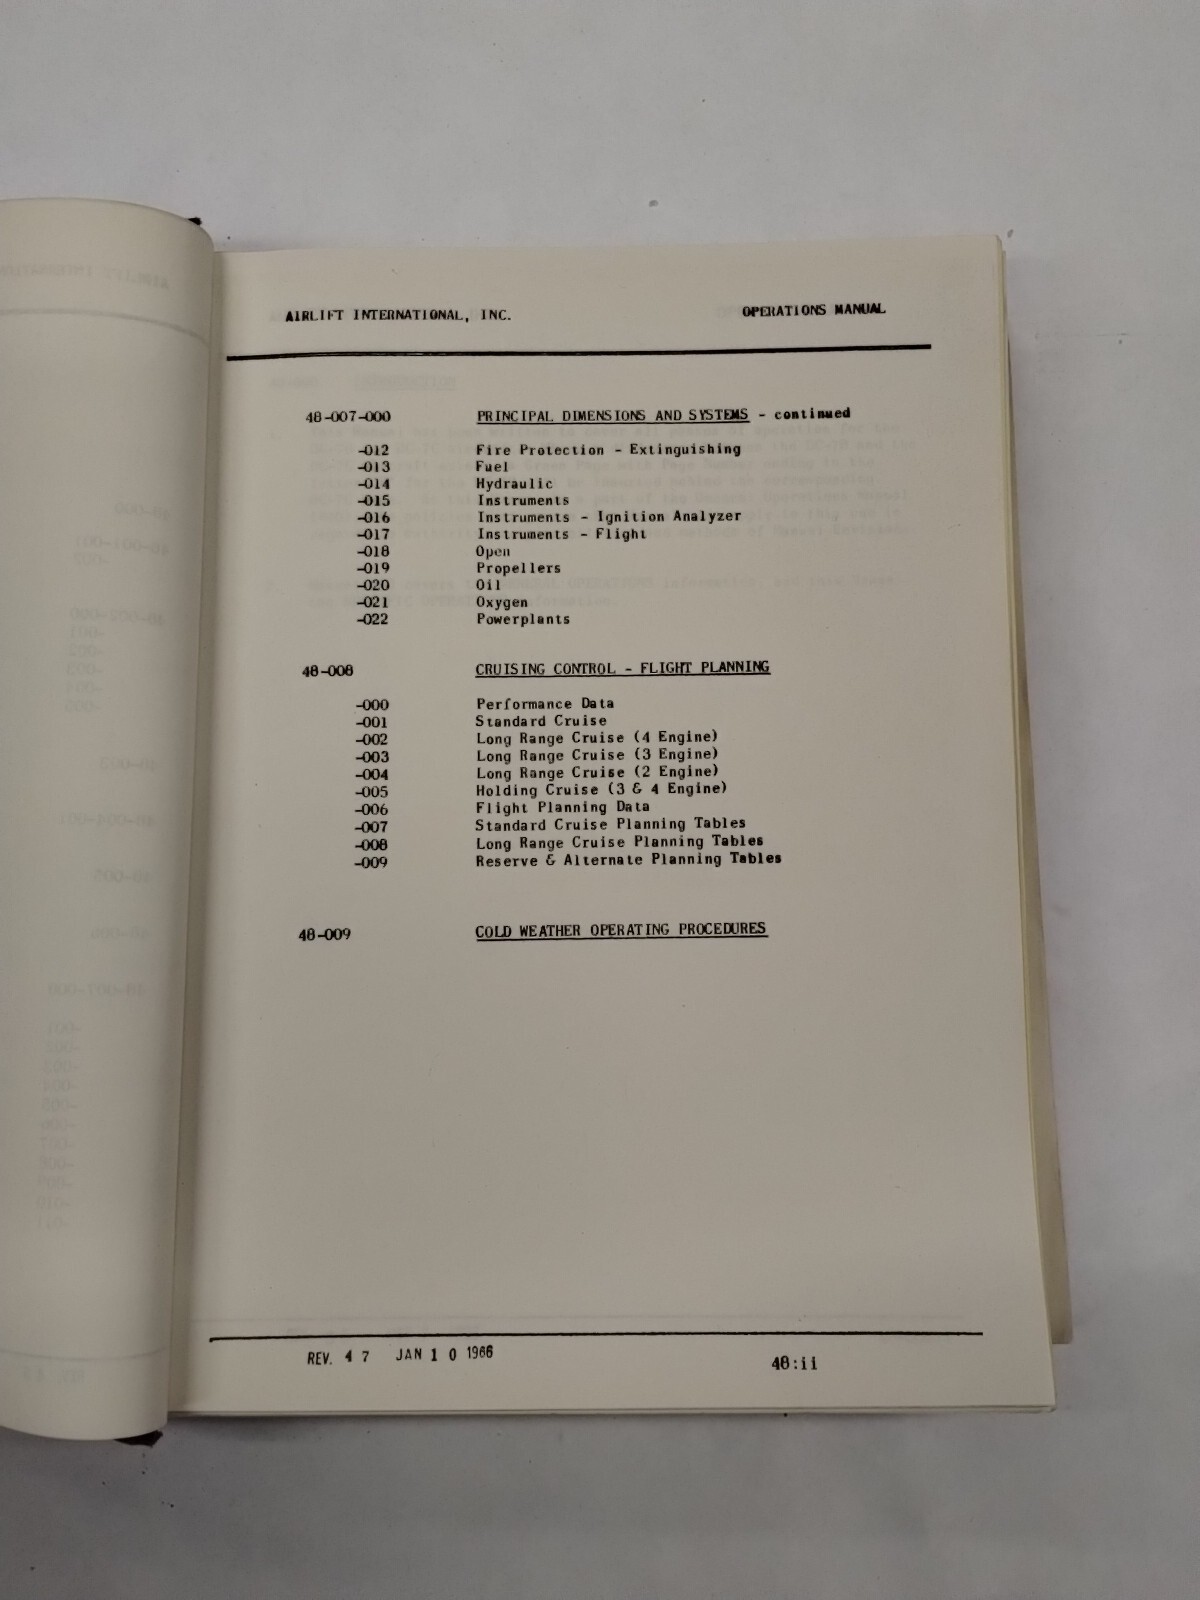 AIRLIFT INTERNATIONAL, INC. OPERATIONS MANUAL
48-007-000 PRINCIPAL DIMENSIONS AND SYSTEMS - continued
-012 Fire Protection - Extinguishing
-013 Fuel
-014 Hydraulic
-015 Instruments
-016 Instruments - Ignition Analyzer
-017 Instruments - Flight
-018 Open
-019 Propellers
-020 Oil
-021 Oxygen
-022 Powerplants
48-008 CRUISING CONTROL - FLIGHT PLANNING
-000 Performance Data
-001 Standard Cruise
-002 Long Range Cruise (4 Engine)
-003 Long Range Cruise (3 Engine)
-004 Long Range Cruise (2 Engine)
-005 Holding Cruise (3 & 4 Engine)
-006 Flight Planning Data
-007 Standard Cruise Planning Tables
-008 Long Range Cruise Planning Tables
-009 Reserve & Alternate Planning Tables
48-009 COLD WEATHER OPERATING PROCEDURES
REV. 4 7 JAN 1 0 1966 48:ii